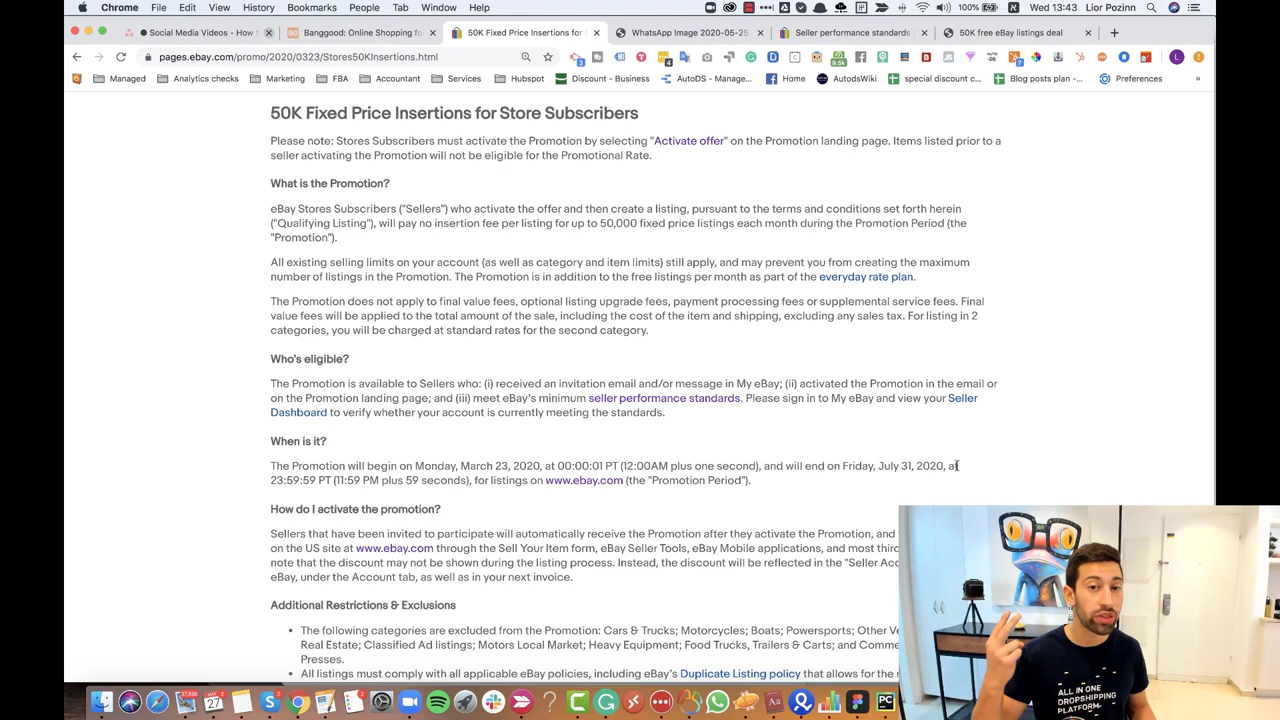 Chrome File Edit View History Bookmarks People Tab Window Help 100% Wed 13:43 Lior Pozinn
Social Media Videos - How t Banggood: Online Shopping for 50K Fixed Price Insertions for WhatsApp Image 2020-05-25 Seller performance standards 50K free eBay listings deal
pages.ebay.com/promo/2020/0323/Stores50KInsertions.html
Managed Analytics checks Marketing FBA Accountant Services Hubspot Discount - Business AutoDS - Manage... Home AutodsWiki special discount c... Blog posts plan -... Preferences
50K Fixed Price Insertions for Store Subscribers
Please note: Stores Subscribers must activate the Promotion by selecting "Activate offer" on the Promotion landing page. Items listed prior to a
seller activating the Promotion will not be eligible for the Promotional Rate.
What is the Promotion?
eBay Stores Subscribers ("Sellers") who activate the offer and then create a listing, pursuant to the terms and conditions set forth herein
("Qualifying Listing"), will pay no insertion fee per listing for up to 50,000 fixed price listings each month during the Promotion Period (the
"Promotion").
All existing selling limits on your account (as well as category and item limits) still apply, and may prevent you from creating the maximum
number of listings in the Promotion. The Promotion is in addition to the free listings per month as part of the everyday rate plan.
The Promotion does not apply to final value fees, optional listing upgrade fees, payment processing fees or supplemental service fees. Final
value fees will be applied to the total amount of the sale, including the cost of the item and shipping, excluding any sales tax. For listing in 2
categories, you will be charged at standard rates for the second category.
Who's eligible?
The Promotion is available to Sellers who: (i) received an invitation email and/or message in My eBay; (ii) activated the Promotion in the email or
on the Promotion landing page; and (iii) meet eBay's minimum seller performance standards. Please sign in to My eBay and view your Seller
Dashboard to verify whether your account is currently meeting the standards.
When is it?
The Promotion will begin on Monday, March 23, 2020, at 00:00:01 PT (12:00AM plus one second), and will end on Friday, July 31, 2020, at
23:59:59 PT (11:59 PM plus 59 seconds), for listings on www.ebay.com (the "Promotion Period").
How do I activate the promotion?
Sellers that have been invited to participate will automatically receive the Promotion after they activate the Promotion, and
on the US site at www.ebay.com through the Sell Your Item form, eBay Seller Tools, eBay Mobile applications, and most third
note that the discount may not be shown during the listing process. Instead, the discount will be reflected in the "Seller Acc
eBay, under the Account tab, as well as in your next invoice.
Additional Restrictions & Exclusions
• The following categories are excluded from the Promotion: Cars & Trucks; Motorcycles; Boats; Powersports; Other Ve
Real Estate; Classified Ad listings; Motors Local Market; Heavy Equipment; Food Trucks, Trailers & Carts; and Comme
Presses.
• All listings must comply with all applicable eBay policies, including eBay's Duplicate Listing policy that allows for the r
ALL IN ONE
DROPSHIPPING
PLATFORM